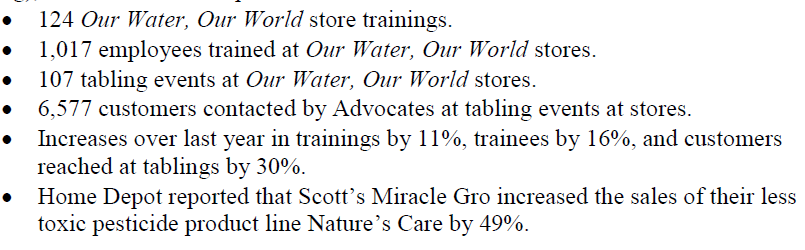 • 124 Our Water, Our World store trainings.
• 1,017 employees trained at Our Water, Our World stores.
• 107 tabling events at Our Water, Our World stores.
• 6,577 customers contacted by Advocates at tabling events at stores.
• Increases over last year in trainings by 11%, trainees by 16%, and customers
reached at tablings by 30%.
• Home Depot reported that Scott’s Miracle Gro increased the sales of their less
toxic pesticide product line Nature’s Care by 49%.